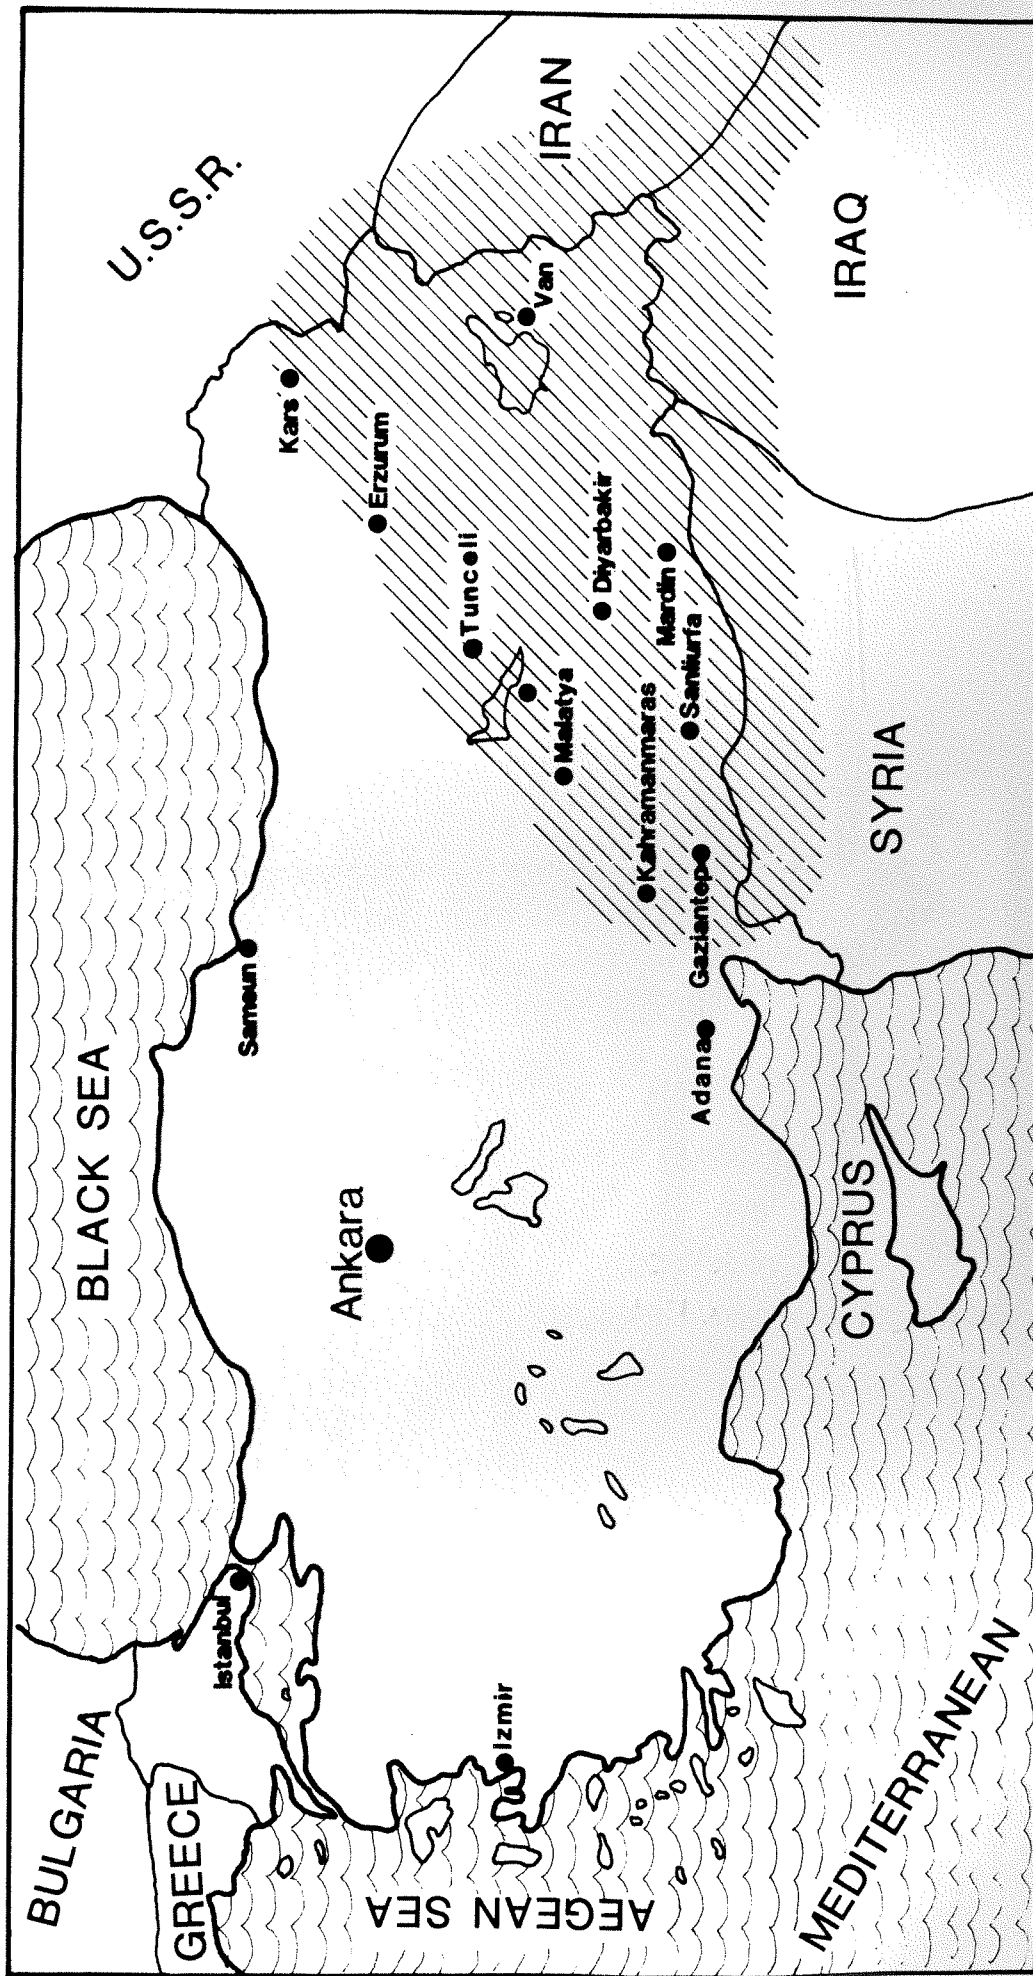 BULGARIA
GREECE
BLACK SEA
U.S.S.R.
Istanbul
Samsun
Kars
Ankara
Erzurum
Tunceli
IRAN
Van
AEGEAN SEA
Izmir
Malatya
Diyarbakir
Kahramanmaras
Mardin
Sanliurfa
Adana
Gaziantep
MEDITERRANEAN
CYPRUS
SYRIA
IRAQ